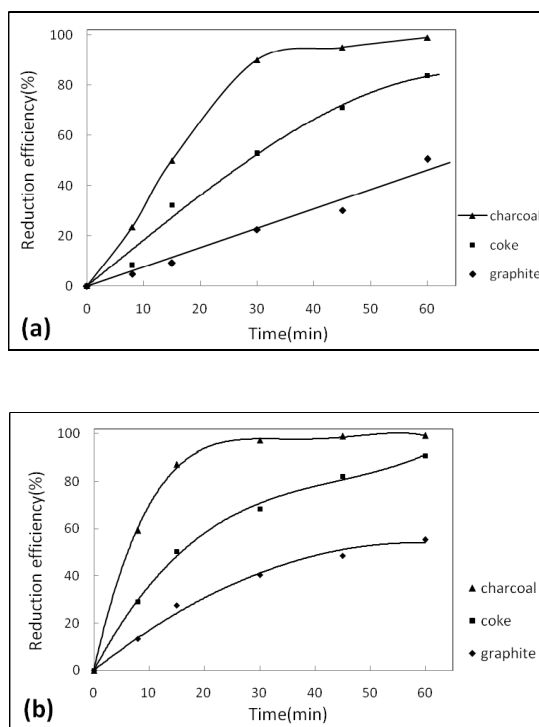 100
80
60
40
20
0
Reduction efficiency(%)
0 10 20 30 40 50 60
Time(min)
charcoal
coke
graphite
(a)
100
80
60
40
20
0
Reduction efficiency(%)
0 10 20 30 40 50 60
Time(min)
charcoal
coke
graphite
(b)